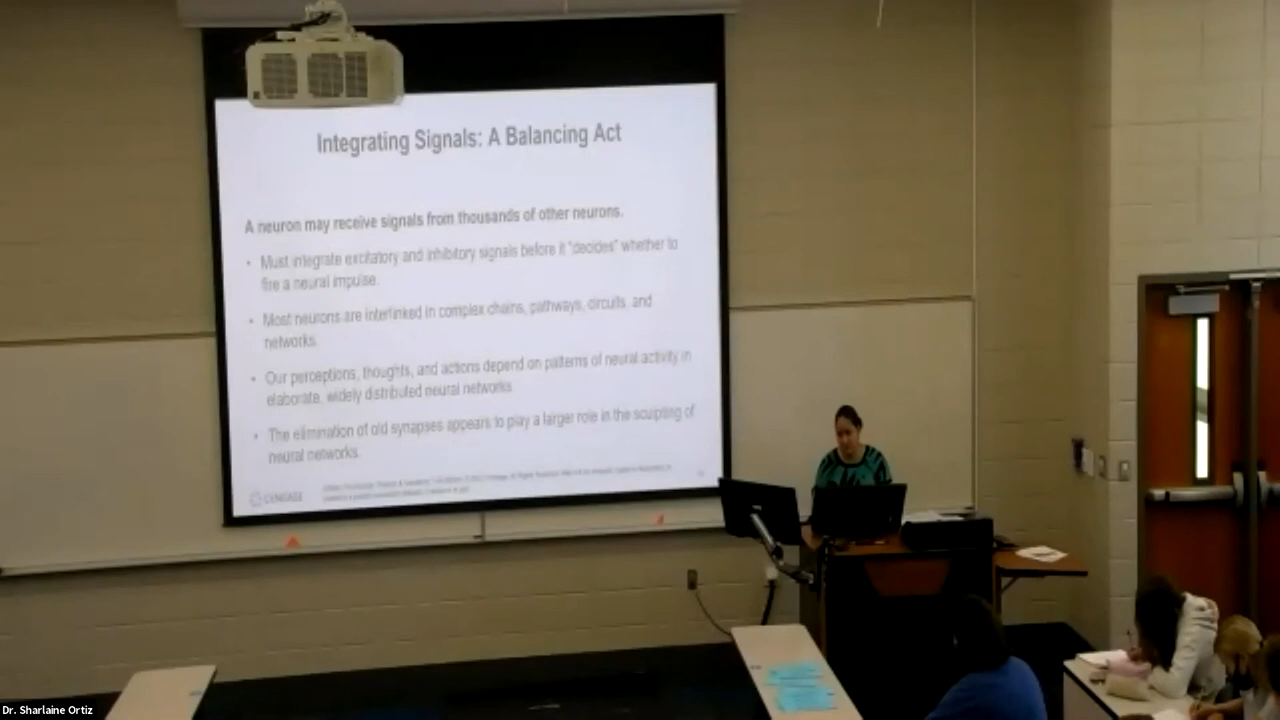 Integrating Signals: A Balancing Act
A neuron may receive signals from thousands of other neurons.
• Must integrate excitatory and inhibitory signals before it "decides" whether to
fire a neural impulse.
• Most neurons are interlinked in complex chains, pathways, circuits, and
networks.
• Our perceptions, thoughts, and actions depend on patterns of neural activity in
elaborate, widely distributed neural networks.
• The elimination of old synapses appears to play a larger role in the sculpting of
neural networks.
CENGAGE
Dr. Sharlaine Ortiz